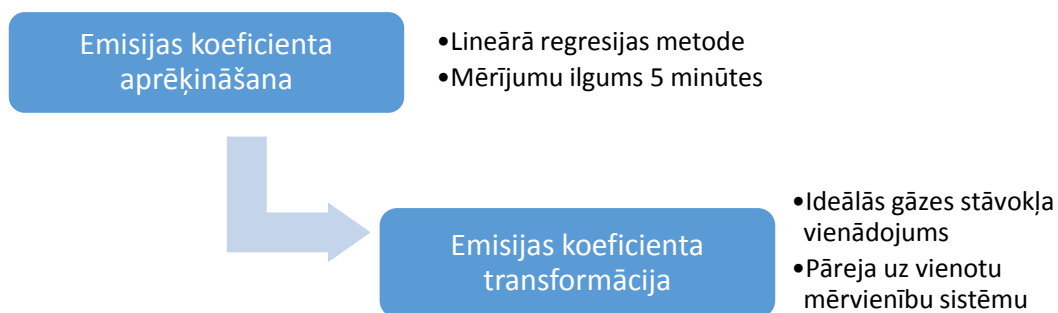 Emisijas koeficienta
aprēķināšana
•Lineārā regresijas metode
•Mērījumu ilgums 5 minūtes
Emisijas koeficienta
transformācija
•Ideālās gāzes stāvokļa
vienādojums
•Pāreja uz vienotu
mērvienību sistēmu